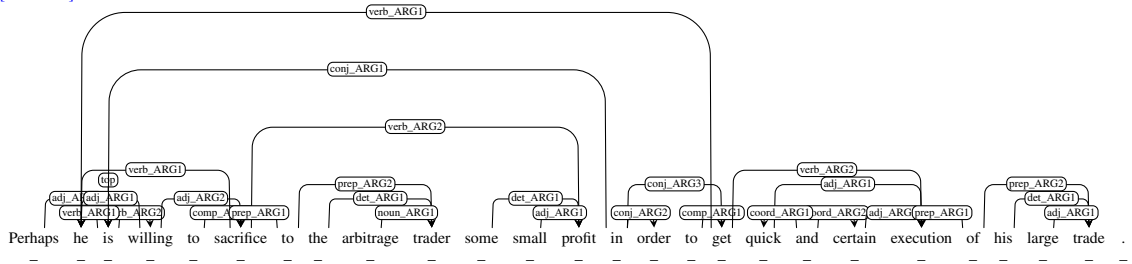 verb_ARG1
conj_ARG1
verb_ARG2
verb_ARG1 verb_ARG2
top prep_ARG2 conj_ARG3 adj_ARG1 prep_ARG2
adj_ARG1 adj_ARG2 det_ARG1 det_ARG1 det_ARG1
verb_ARG1 prep_ARG1 noun_ARG1 adj_ARG1 conj_ARG2 comp_ARG1 coord_ARG1 prep_ARG1 adj_ARG1
Perhaps he is willing to sacrifice to the arbitrage trader some small profit in order to get quick and certain execution of his large trade .